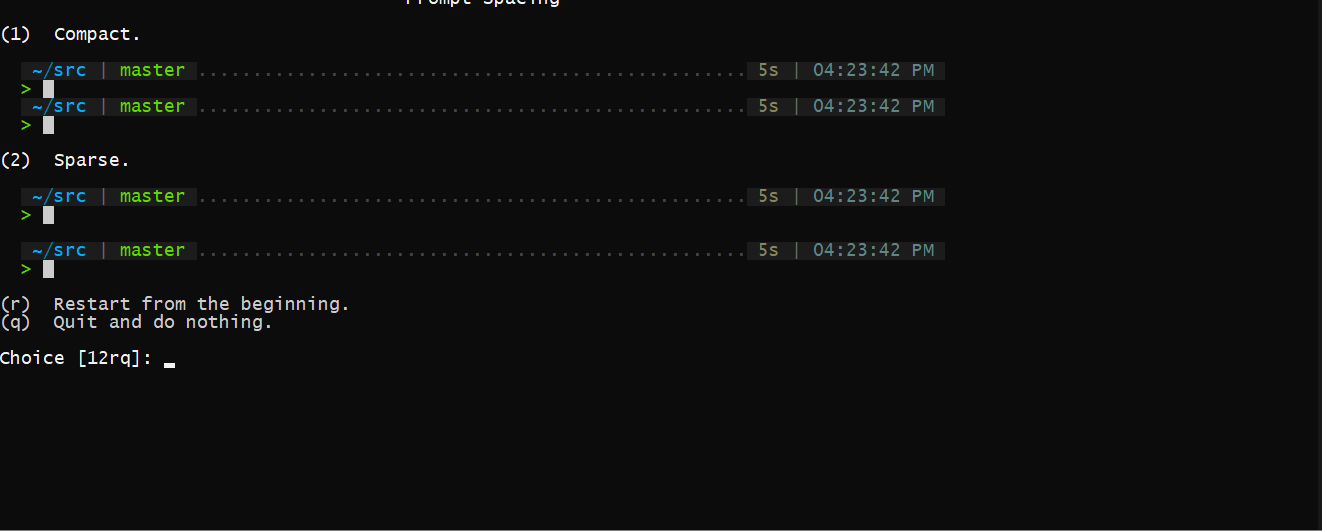 Prompt Spacing
(1)  Compact.
~/src | master .................................................. 5s | 04:23:42 PM
>
~/src | master .................................................. 5s | 04:23:42 PM
>
(2)  Sparse.
~/src | master .................................................. 5s | 04:23:42 PM
>
~/src | master .................................................. 5s | 04:23:42 PM
>
(r)  Restart from the beginning.
(q)  Quit and do nothing.
Choice [12rq]: _